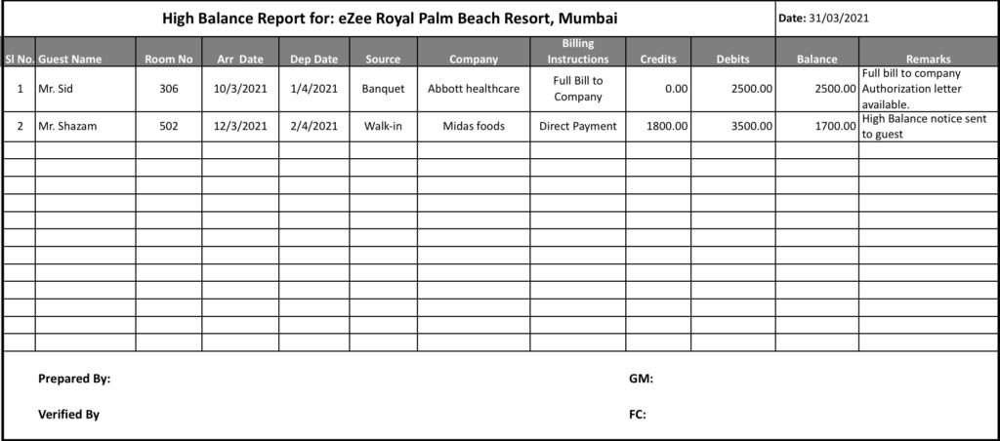 High Balance Report for: eZee Royal Palm Beach Resort, Mumbai Date: 31/03/2021
Sl No. Guest Name Room No Arr Date Dep Date Source Company Billing Instructions Credits Debits Balance Remarks
1 Mr. Sid 306 10/3/2021 1/4/2021 Banquet Abbott healthcare Full Bill to Company 0.00 2500.00 2500.00 Full bill to company Authorization letter available.
2 Mr. Shazam 502 12/3/2021 2/4/2021 Walk-in Midas foods Direct Payment 1800.00 3500.00 1700.00 High Balance notice sent to guest
Prepared By: GM:
Verified By FC: